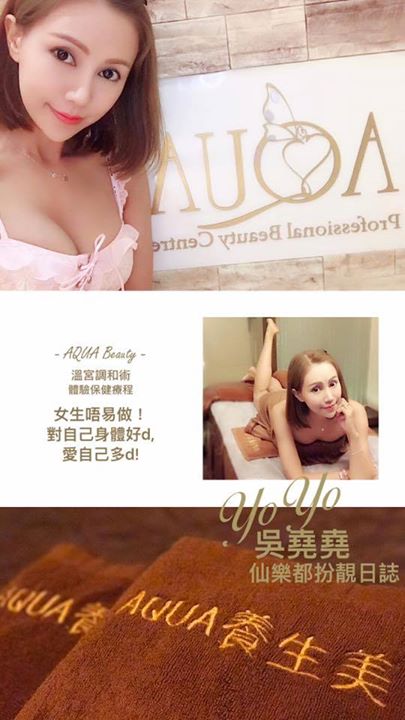 AQUA
Professional Beauty Centre
- AQUA Beauty -
溫宮調和術
體驗保健療程
女生唔易做！
對自己身體好d,
愛自己多d!
YoYo
吳堯堯
仙樂都扮靚日誌
AQUA養生美
AQUA養